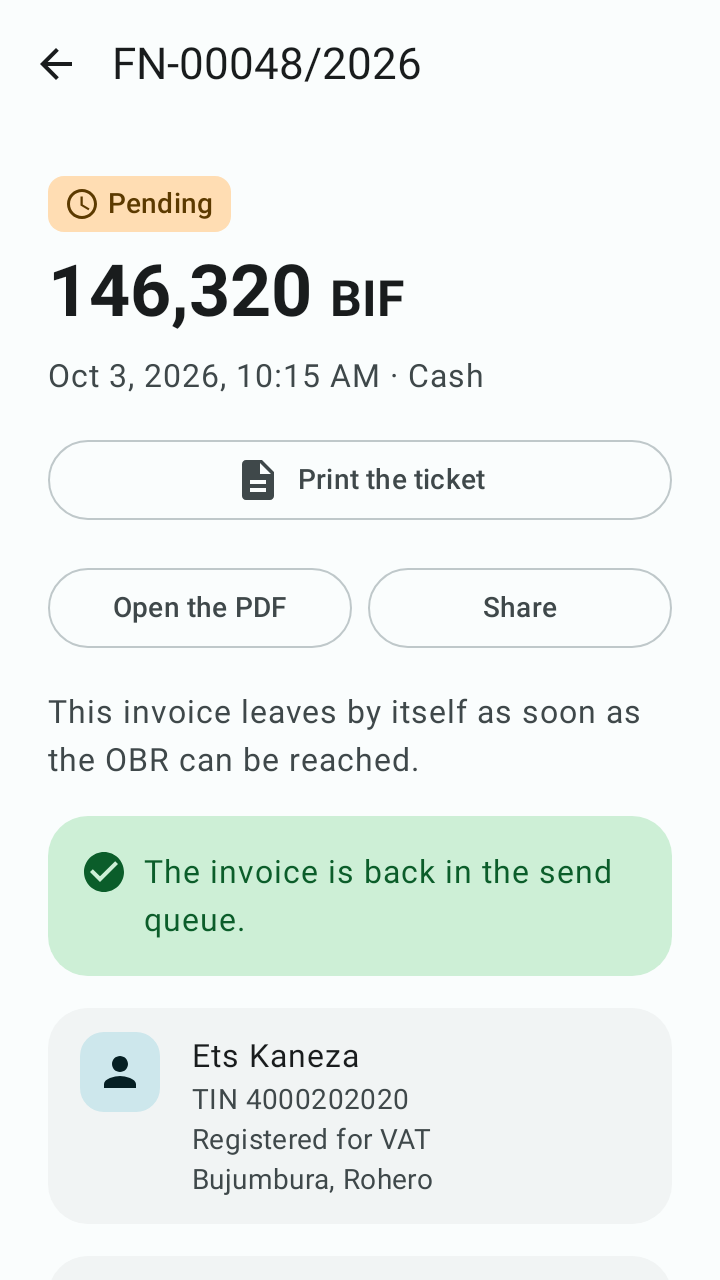 FN-00048/2026
Pending
146,320 BIF
Oct 3, 2026, 10:15 AM · Cash
Print the ticket
Open the PDF
Share
This invoice leaves by itself as soon as
the OBR can be reached.
The invoice is back in the send
queue.
Ets Kaneza
TIN 4000202020
Registered for VAT
Bujumbura, Rohero